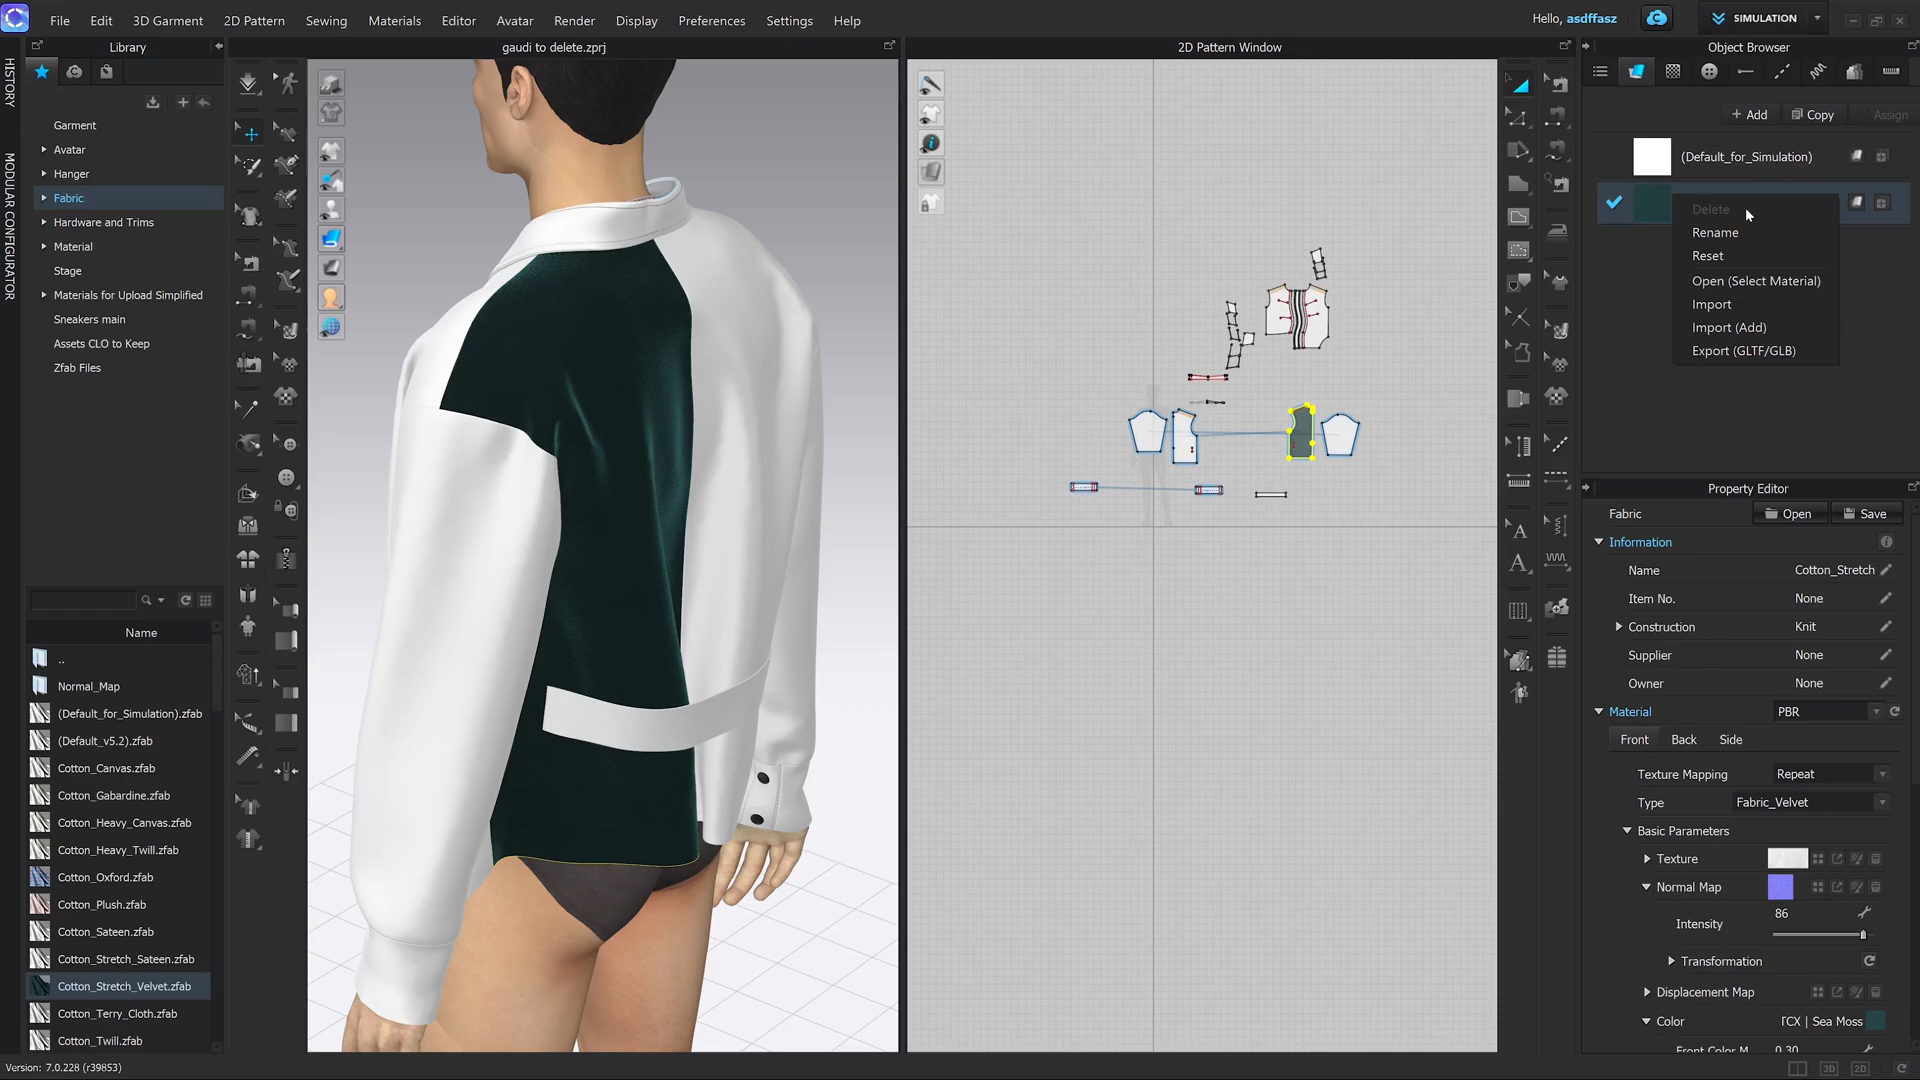 File Edit 3D Garment 2D Pattern Sewing Materials Editor Avatar Render Display Preferences Settings Help
Hello, asdffasz
SIMULATION
Library
gaudi to delete.zprj
2D Pattern Window
Object Browser
HISTORY
MODULAR CONFIGURATOR
Garment
Avatar
Hanger
Fabric
Hardware and Trims
Material
Stage
Materials for Upload Simplified
Sneakers main
Assets CLO to Keep
Zfab Files
Name
..
Normal_Map
(Default_for_Simulation).zfab
(Default_v5.2).zfab
Cotton_Canvas.zfab
Cotton_Gabardine.zfab
Cotton_Heavy_Canvas.zfab
Cotton_Heavy_Twill.zfab
Cotton_Oxford.zfab
Cotton_Plush.zfab
Cotton_Sateen.zfab
Cotton_Stretch_Sateen.zfab
Cotton_Stretch_Velvet.zfab
Cotton_Terry_Cloth.zfab
Cotton_Twill.zfab
+ Add Copy Assign
(Default_for_Simulation)
Delete
Rename
Reset
Open (Select Material)
Import
Import (Add)
Export (GLTF/GLB)
Property Editor
Fabric Open Save
Information
Name Cotton_Stretch
Item No. None
Construction Knit
Supplier None
Owner None
Material PBR
Front Back Side
Texture Mapping Repeat
Type Fabric_Velvet
Basic Parameters
Texture
Normal Map
86
Intensity
Transformation
Displacement Map
Color TCX | Sea Moss
Front Color M 0.30
Version: 7.0.228 (r39853)
3D 2D